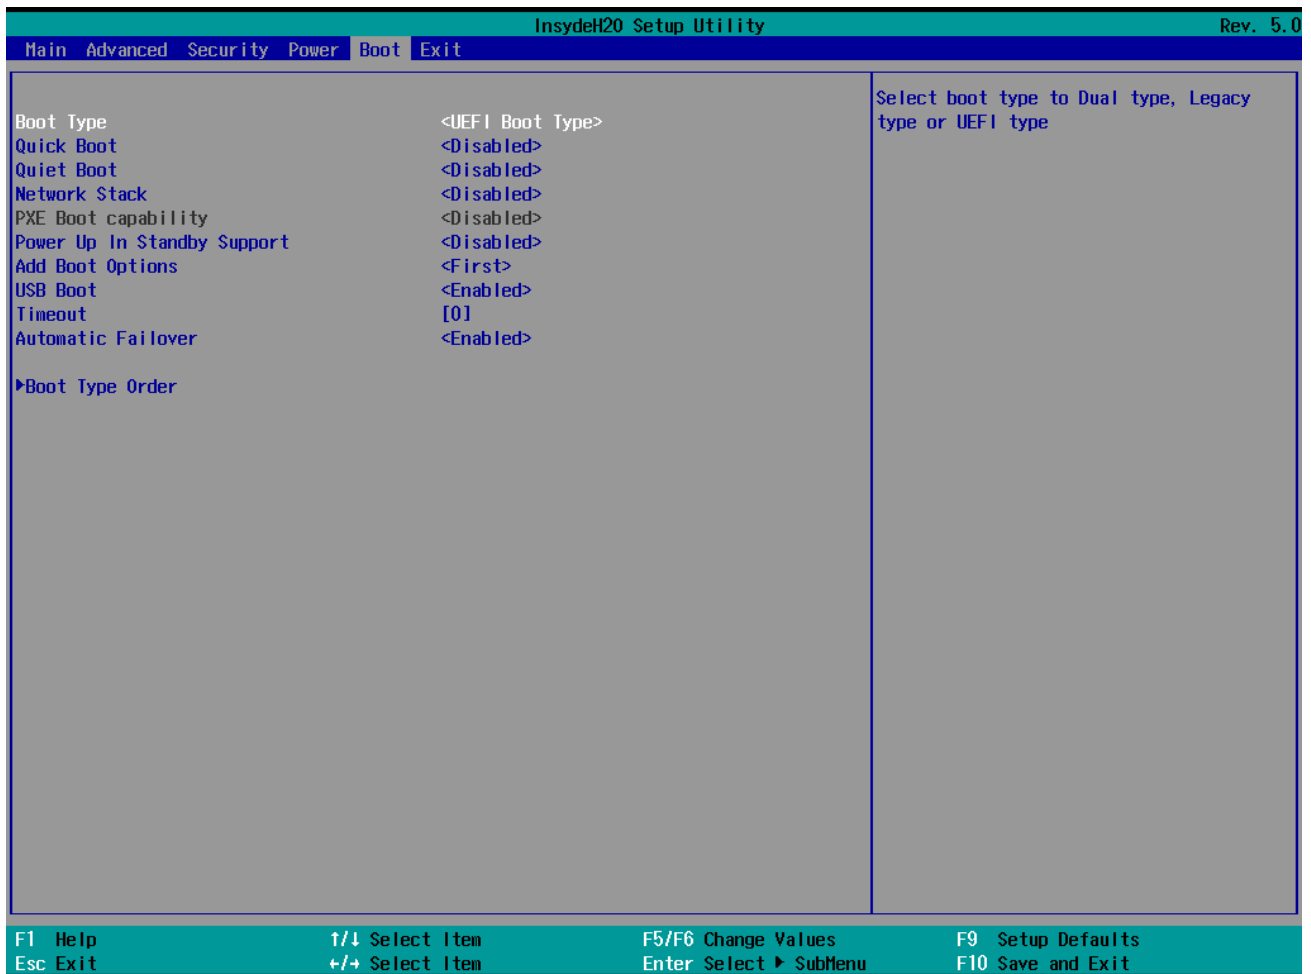 InsydeH20 Setup Utility Rev. 5.0
Main Advanced Security Power Boot Exit
Select boot type to Dual type, Legacy
Boot Type <UEFI Boot Type> type or UEFI type
Quick Boot <Disabled>
Quiet Boot <Disabled>
Network Stack <Disabled>
PXE Boot capability <Disabled>
Power Up In Standby Support <Disabled>
Add Boot Options <First>
USB Boot <Enabled>
Timeout [0]
Automatic Failover <Enabled>
▶Boot Type Order
F1 Help ↑/↓ Select Item F5/F6 Change Values F9 Setup Defaults
Esc Exit ←/→ Select Item Enter Select ▶ SubMenu F10 Save and Exit